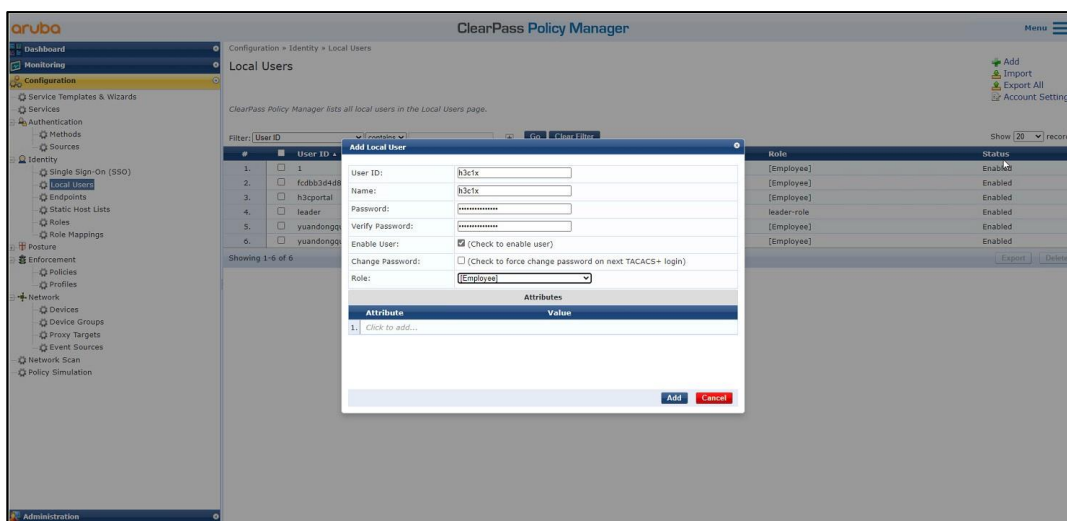 aruba
ClearPass Policy Manager
Menu
Dashboard
Monitoring
Configuration
Service Templates & Wizards
Services
Authentication
Methods
Sources
Identity
Single Sign-On (SSO)
Local Users
Endpoints
Static Host Lists
Roles
Role Mappings
Posture
Enforcement
Policies
Profiles
Network
Devices
Device Groups
Proxy Targets
Event Sources
Network Scan
Policy Simulation
Administration
Configuration » Identity » Local Users
Local Users
Add
Import
Export All
Account Setting
ClearPass Policy Manager lists all local users in the Local Users page.
Filter: User ID contains Go Clear Filter Show 20 recor
# User ID Role Status
1. 1 [Employee] Enabled
2. fcdbb3d4d8 [Employee] Enabled
3. h3cportal [Employee] Enabled
4. leader leader-role Enabled
5. yuandongqu [Employee] Enabled
6. yuandongqu [Employee] Enabled
Showing 1-6 of 6 Export Delete
Add Local User
User ID: h3c1x
Name: h3c1x
Password: •••••••••••••••
Verify Password: •••••••••••••••
Enable User: (Check to enable user)
Change Password: (Check to force change password on next TACACS+ login)
Role: [Employee]
Attributes
Attribute Value
1. Click to add...
Add Cancel